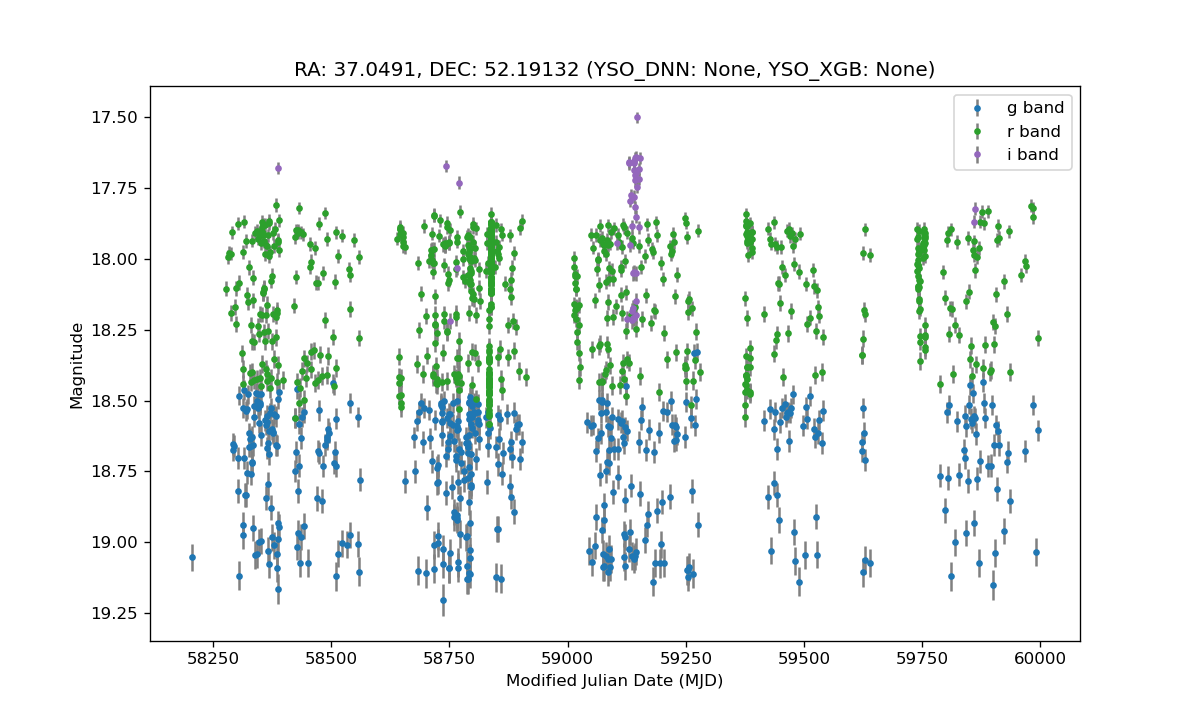 RA: 37.0491, DEC: 52.19132 (YSO_DNN: None, YSO_XGB: None)
g band
r band
i band
17.50
17.75
18.00
18.25
18.50
18.75
19.00
19.25
Magnitude
58250 58500 58750 59000 59250 59500 59750 60000
Modified Julian Date (MJD)